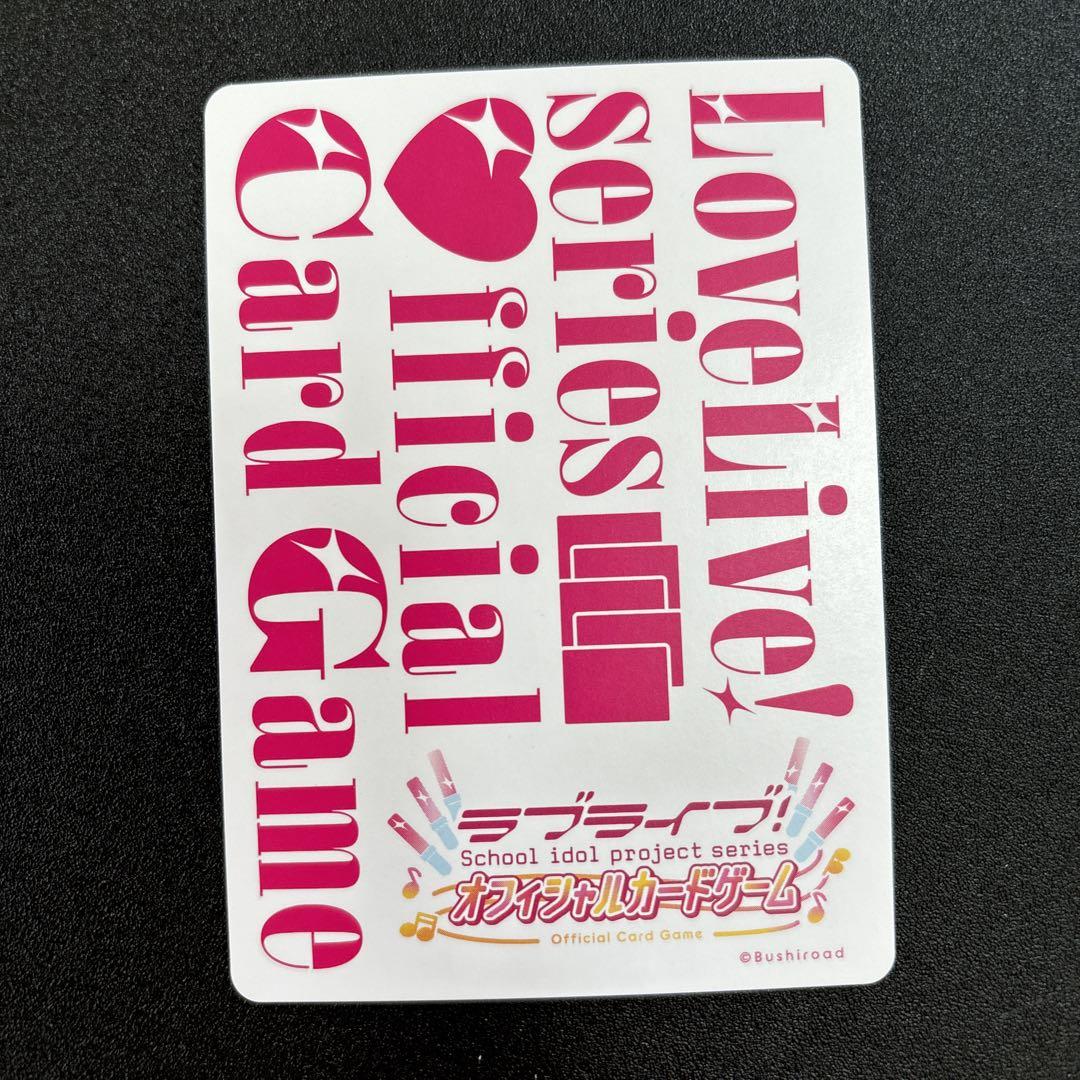 LoveLive!
series
Official
Card Game
ラブライブ!
School idol project series
オフィシャルカードゲーム
Official Card Game
©Bushiroad